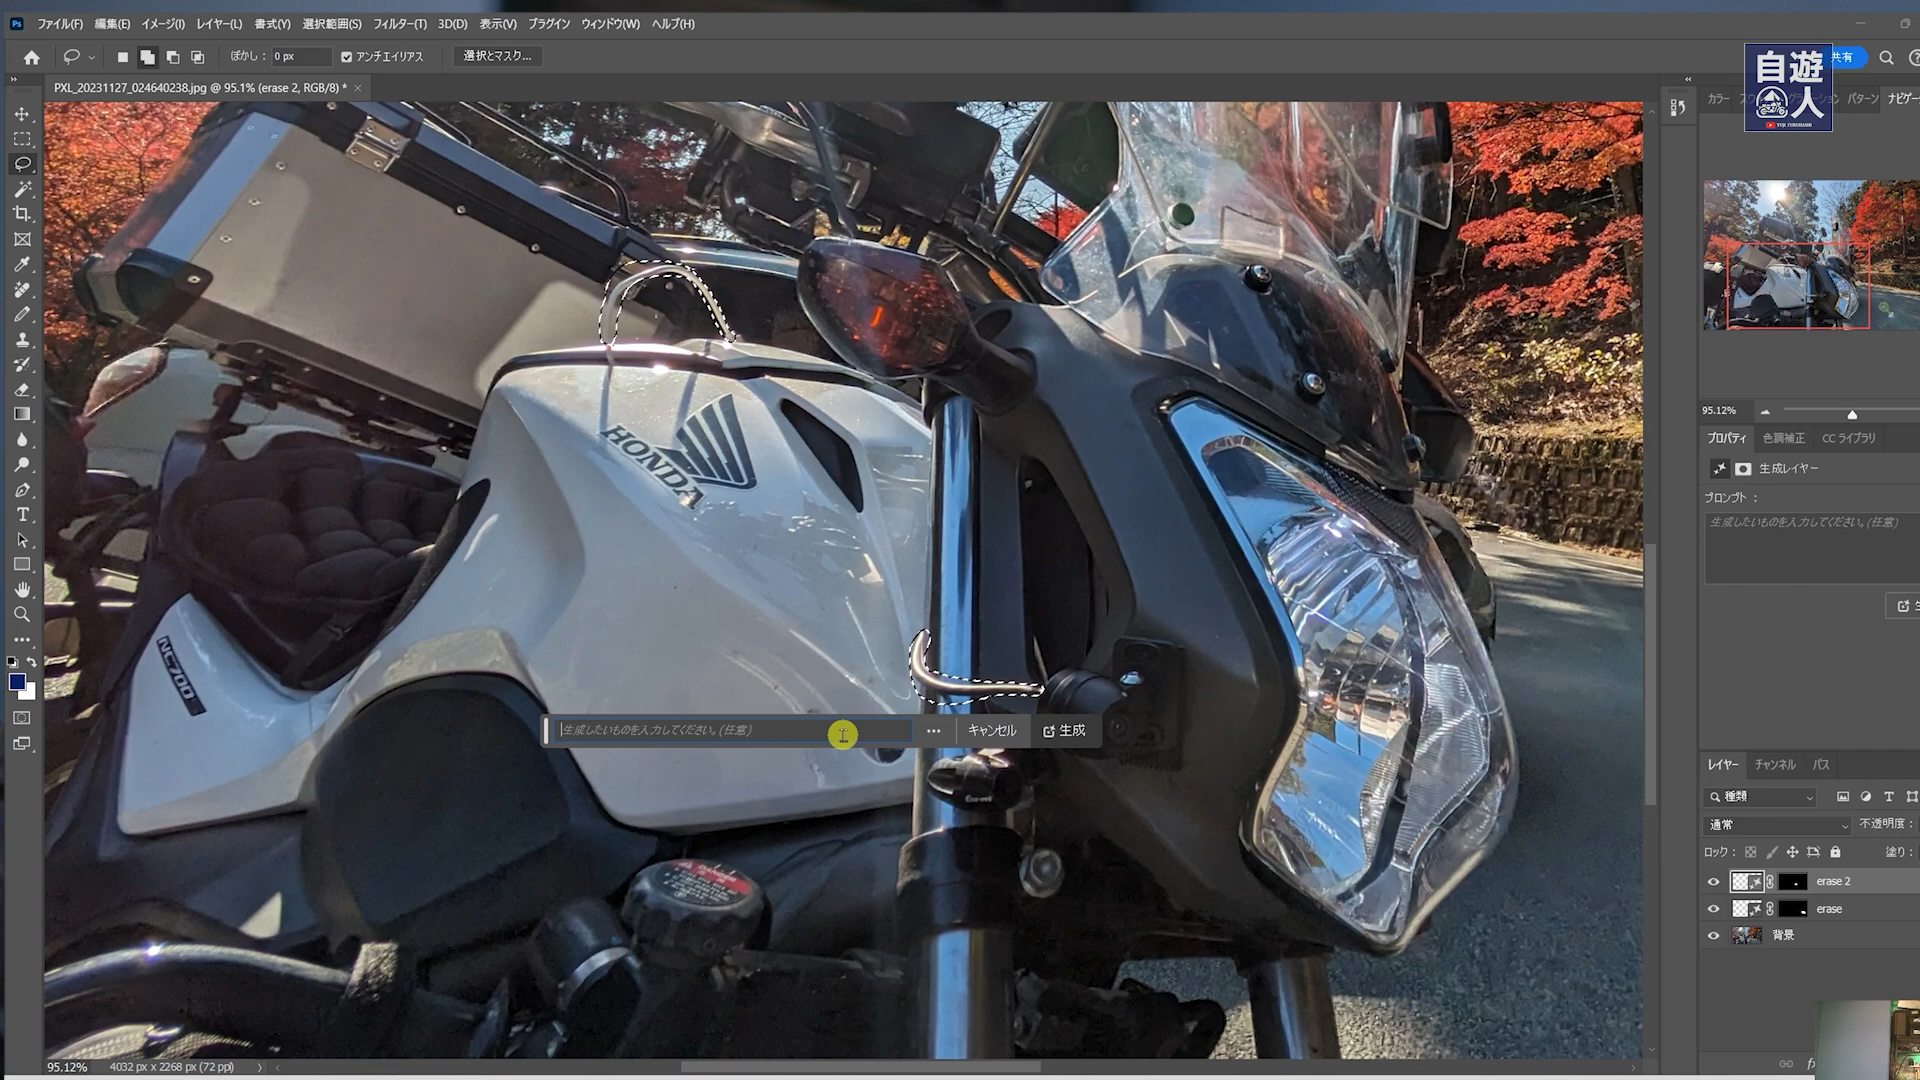 ファイル(F) 編集(E) イメージ(I) レイヤー(L) 書式(Y) 選択範囲(S) フィルター(T) 3D(D) 表示(V) プラグイン ウィンドウ(W) ヘルプ(H)
ぼかし : 0 px アンチエイリアス 選択とマスク...
共有
自遊人
PXL_20231127_024640238.jpg @ 95.1% (erase 2, RGB/8) * ×
カラー パターン ナビゲー
HONDA
NC700
DANGER
95.12%
プロパティ 色調補正 CC ライブラリ
生成レイヤー
プロンプト :
生成したいものを入力してください。(任意)
生成したいものを入力してください。(任意) ... キャンセル 生成
レイヤー チャンネル パス
種類
通常 不透明度 :
ロック : 塗り :
erase 2
erase
背景
95.12% 4032 px x 2268 px (72 ppi)